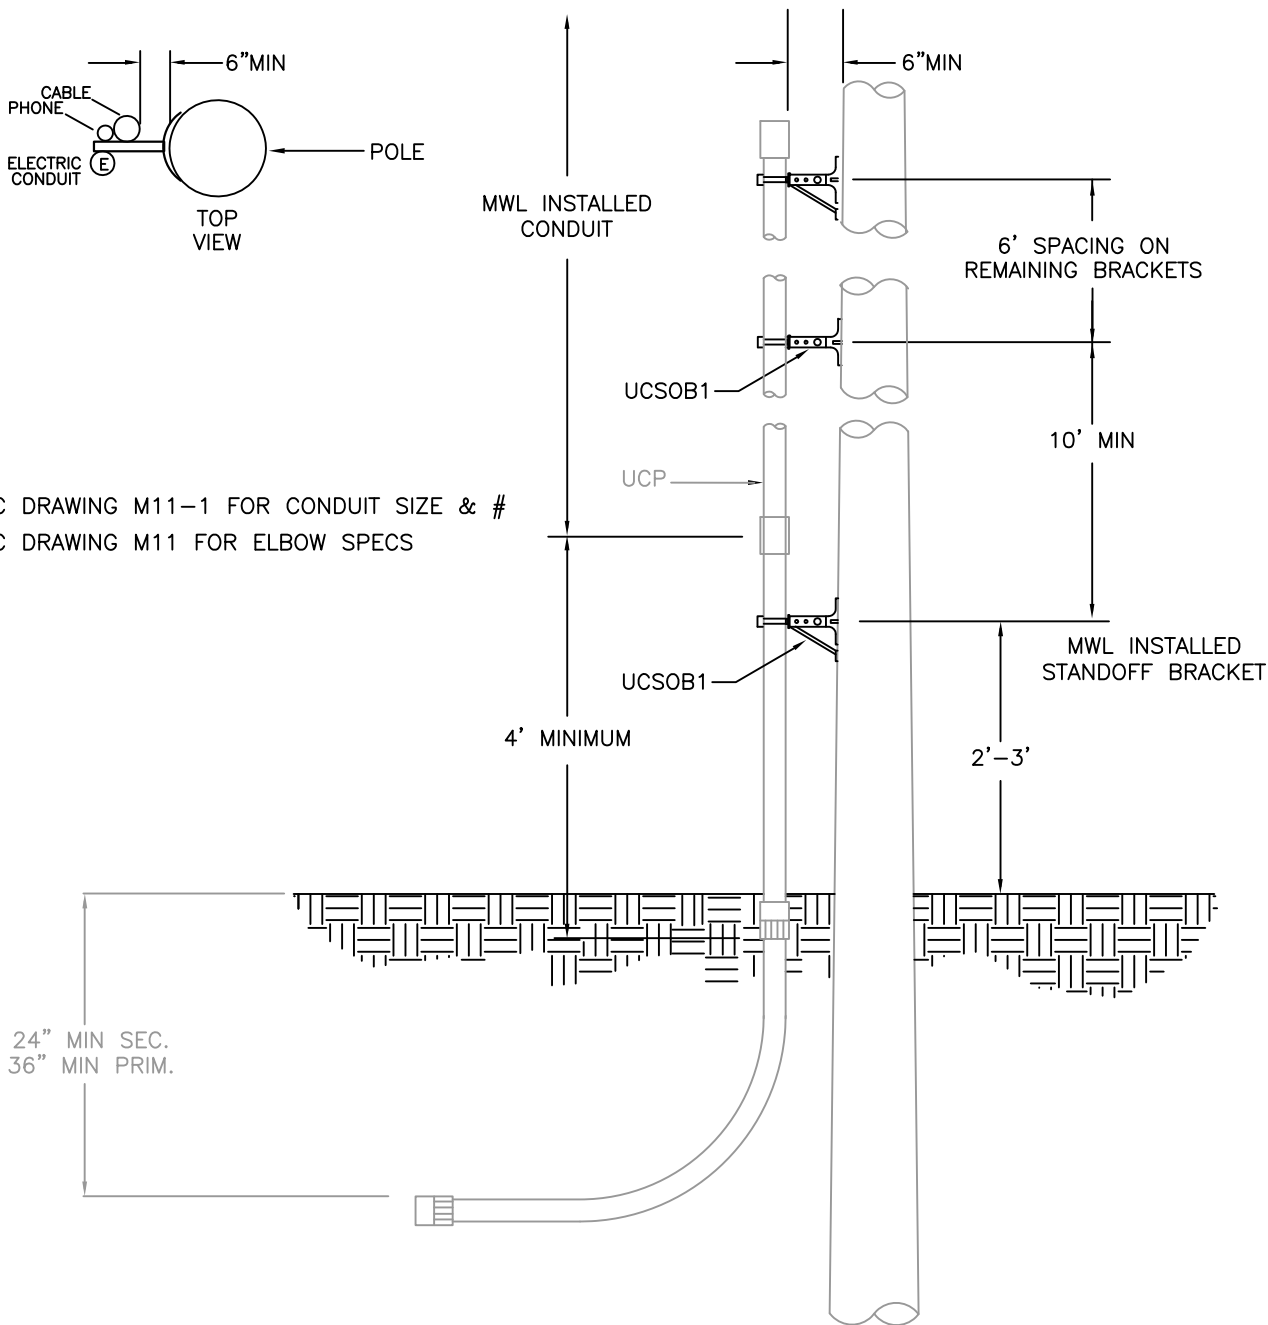 6”MIN
CABLE
PHONE
ELECTRIC
CONDUIT
E
POLE
TOP
VIEW
6”MIN
MWL INSTALLED
CONDUIT
6’ SPACING ON
REMAINING BRACKETS
UCSOB1
10’ MIN
UCP
C DRAWING M11–1 FOR CONDUIT SIZE & #
C DRAWING M11 FOR ELBOW SPECS
MWL INSTALLED
STANDOFF BRACKET
UCSOB1
4’ MINIMUM
2’–3’
24” MIN SEC.
36” MIN PRIM.